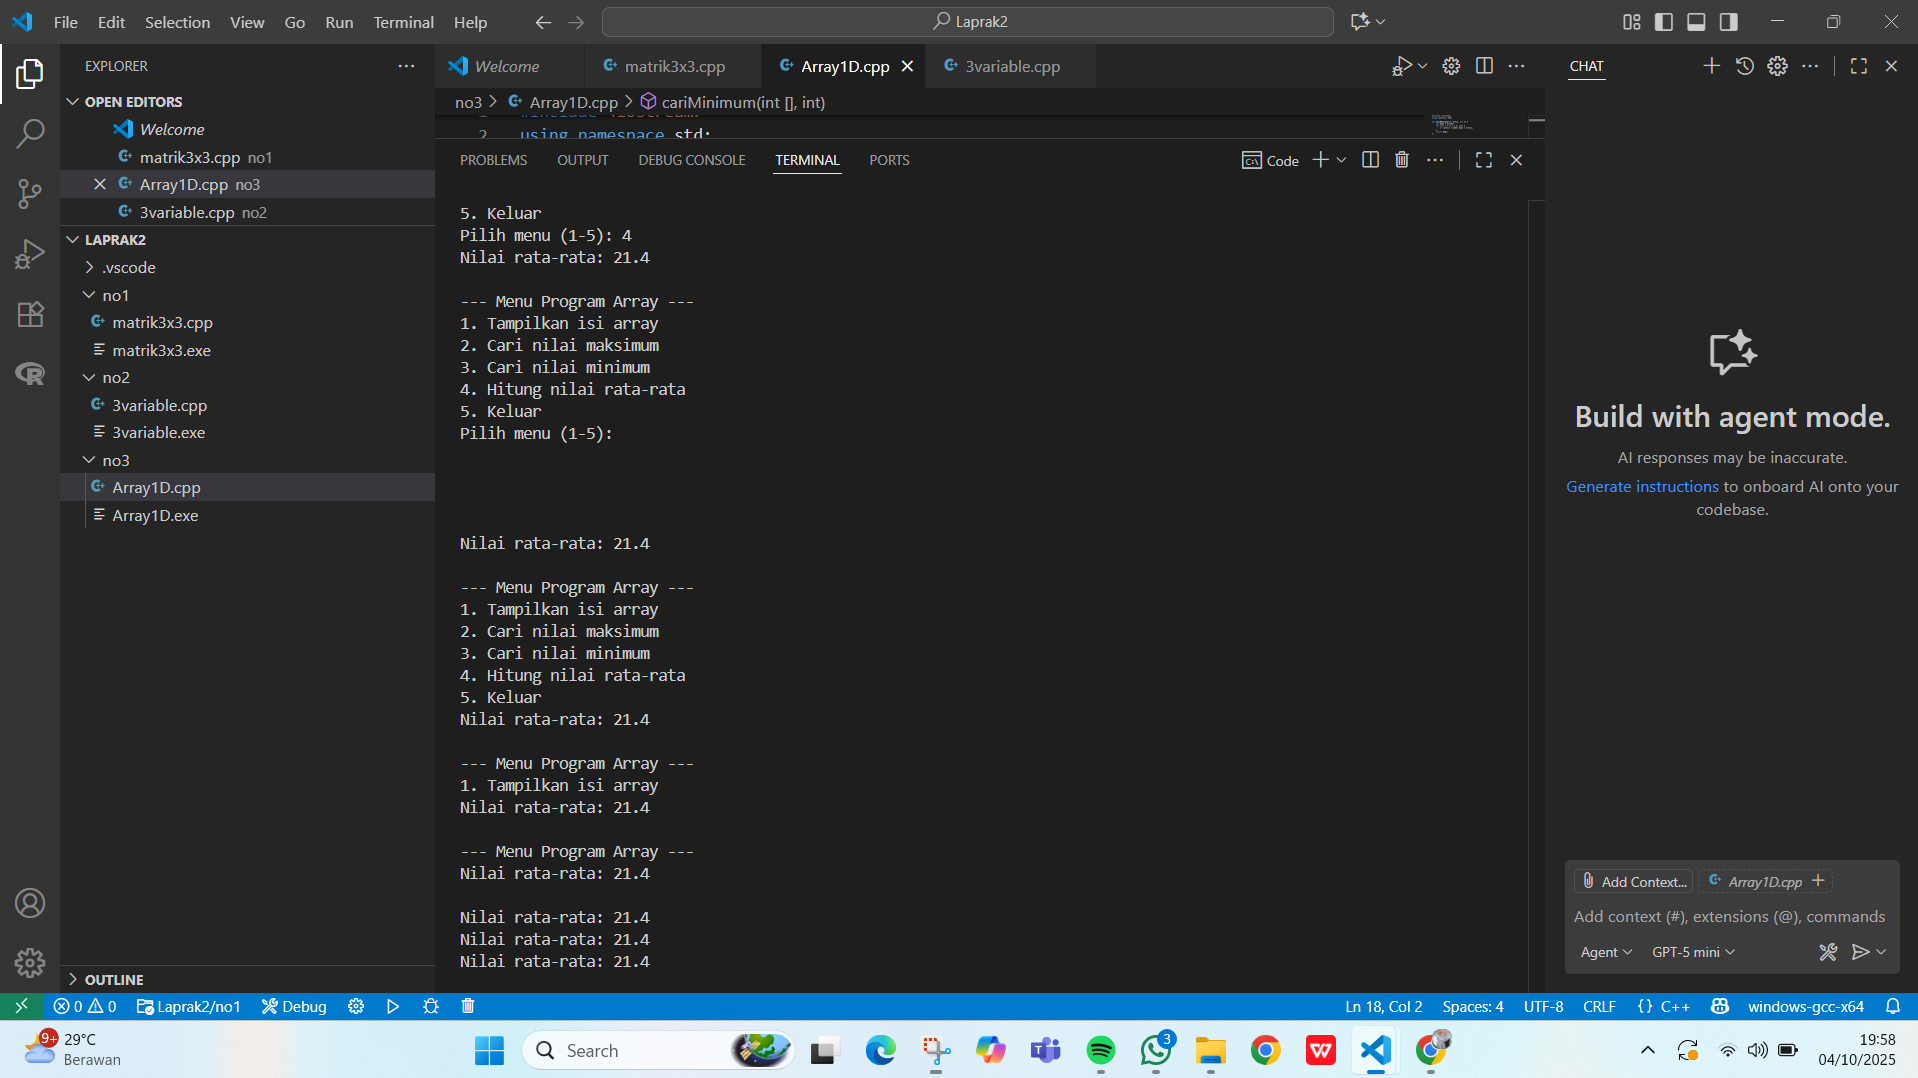 File Edit Selection View Go Run Terminal Help
Laprak2
EXPLORER
OPEN EDITORS
Welcome
matrik3x3.cpp no1
Array1D.cpp no3
3variable.cpp no2
LAPRAK2
.vscode
no1
matrik3x3.cpp
matrik3x3.exe
no2
3variable.cpp
3variable.exe
no3
Array1D.cpp
Array1D.exe
OUTLINE
Welcome matrik3x3.cpp Array1D.cpp 3variable.cpp
no3 > Array1D.cpp > cariMinimum(int [], int)
1 #include <iostream>
2 using namespace std;
PROBLEMS OUTPUT DEBUG CONSOLE TERMINAL PORTS
Code
5. Keluar
Pilih menu (1-5): 4
Nilai rata-rata: 21.4
--- Menu Program Array ---
1. Tampilkan isi array
2. Cari nilai maksimum
3. Cari nilai minimum
4. Hitung nilai rata-rata
5. Keluar
Pilih menu (1-5):
Nilai rata-rata: 21.4
--- Menu Program Array ---
1. Tampilkan isi array
2. Cari nilai maksimum
3. Cari nilai minimum
4. Hitung nilai rata-rata
5. Keluar
Nilai rata-rata: 21.4
--- Menu Program Array ---
1. Tampilkan isi array
Nilai rata-rata: 21.4
--- Menu Program Array ---
Nilai rata-rata: 21.4
Nilai rata-rata: 21.4
Nilai rata-rata: 21.4
Nilai rata-rata: 21.4
CHAT
Build with agent mode.
AI responses may be inaccurate.
Generate instructions to onboard AI onto your
codebase.
Add Context... Array1D.cpp
Add context (#), extensions (@), commands
Agent GPT-5 mini
0 0 Laprak2/no1 Debug
Ln 18, Col 2 Spaces: 4 UTF-8 CRLF {} C++ windows-gcc-x64
9+
29°C
Berawan
Search
3
19:58
04/10/2025